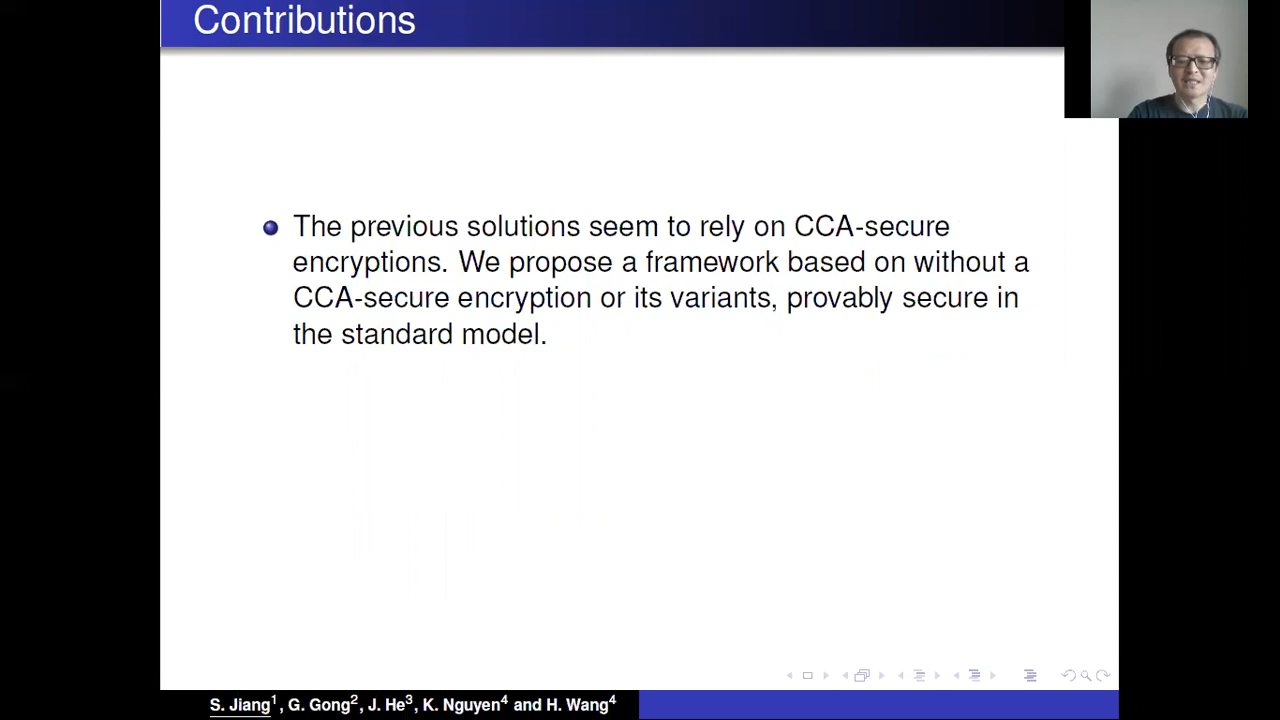 Contributions
The previous solutions seem to rely on CCA-secure
encryptions. We propose a framework based on without a
CCA-secure encryption or its variants, provably secure in
the standard model.
S. Jiang¹, G. Gong², J. He³, K. Nguyen⁴ and H. Wang⁴